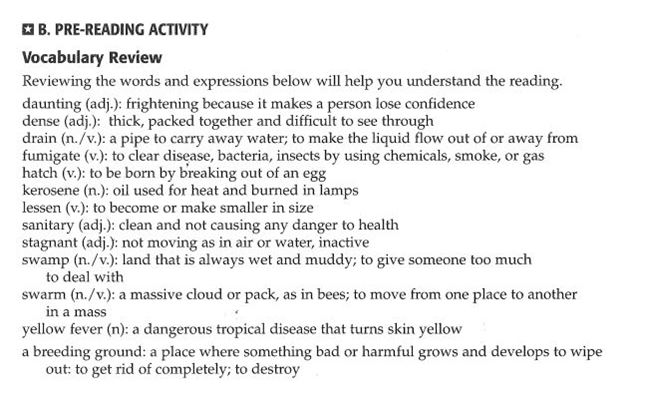 B. PRE-READING ACTIVITY
Vocabulary Review
Reviewing the words and expressions below will help you understand the reading.
daunting (adj.): frightening because it makes a person lose confidence
dense (adj.): thick, packed together and difficult to see through
drain (n./v.): a pipe to carry away water; to make the liquid flow out of or away from
fumigate (v.): to clear disease, bacteria, insects by using chemicals, smoke, or gas
hatch (v.): to be born by breaking out of an egg
kerosene (n.): oil used for heat and burned in lamps
lessen (v.): to become or make smaller in size
sanitary (adj.): clean and not causing any danger to health
stagnant (adj.): not moving as in air or water, inactive
swamp (n./v.): land that is always wet and muddy; to give someone too much
to deal with
swarm (n./v.): a massive cloud or pack, as in bees; to move from one place to another
in a mass
yellow fever (n): a dangerous tropical disease that turns skin yellow
a breeding ground: a place where something bad or harmful grows and develops to wipe
out: to get rid of completely; to destroy